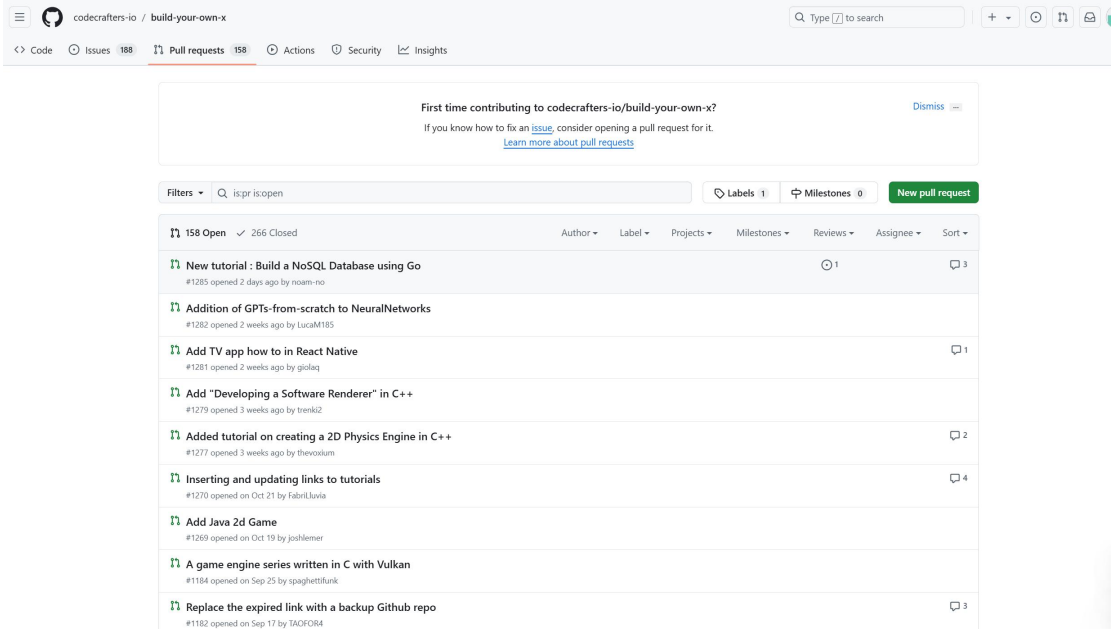 codecrafters-io / build-your-own-x
Type / to search
Code Issues 188 Pull requests 158 Actions Security Insights
First time contributing to codecrafters-io/build-your-own-x?
Dismiss
If you know how to fix an issue, consider opening a pull request for it.
Learn more about pull requests
Filters is:pr is:open Labels 1 Milestones 0 New pull request
158 Open 266 Closed Author Label Projects Milestones Reviews Assignee Sort
New tutorial : Build a NoSQL Database using Go 1 3
#1285 opened 2 days ago by noam-no
Addition of GPTs-from-scratch to NeuralNetworks
#1282 opened 2 weeks ago by LucaM185
Add TV app how to in React Native 1
#1281 opened 2 weeks ago by giolaq
Add "Developing a Software Renderer" in C++
#1279 opened 3 weeks ago by trenki2
Added tutorial on creating a 2D Physics Engine in C++ 2
#1277 opened 3 weeks ago by thevoxium
Inserting and updating links to tutorials 4
#1270 opened on Oct 21 by FabriLluvia
Add Java 2d Game
#1269 opened on Oct 19 by joshlemer
A game engine series written in C with Vulkan
#1184 opened on Sep 25 by spaghettifunk
Replace the expired link with a backup Github repo 3
#1182 opened on Sep 17 by TAOFOR4